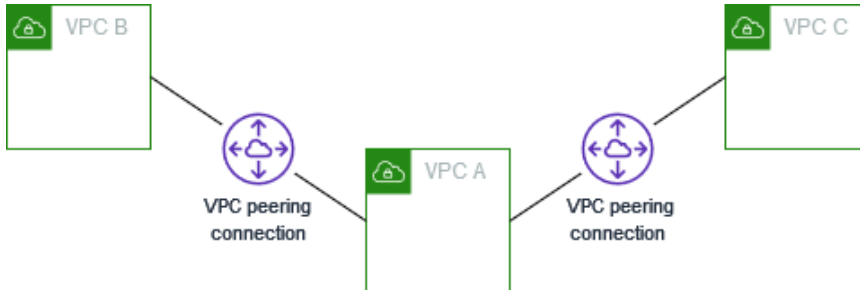 VPC B
VPC C
VPC A
VPC peering
connection
VPC peering
connection